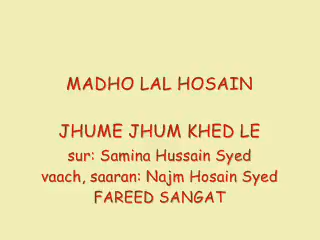 MADHO LAL HOSAIN
JHUME JHUM KHED LE
sur: Samina Hussain Syed
vaach, saaran: Najm Hosain Syed
FAREED SANGAT